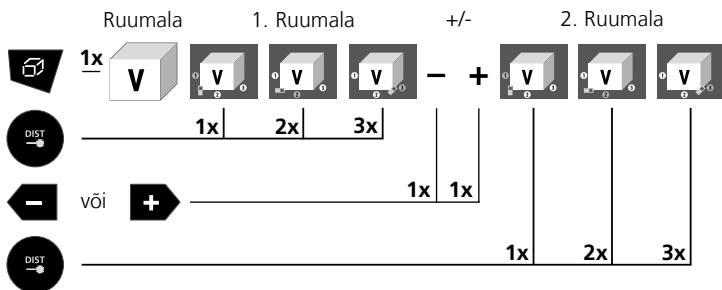 Ruumala 1. Ruumala +/- 2. Ruumala
1x V V V V − + V V V
DIST 1x 2x 3x
− või + 1x 1x
DIST 1x 2x 3x